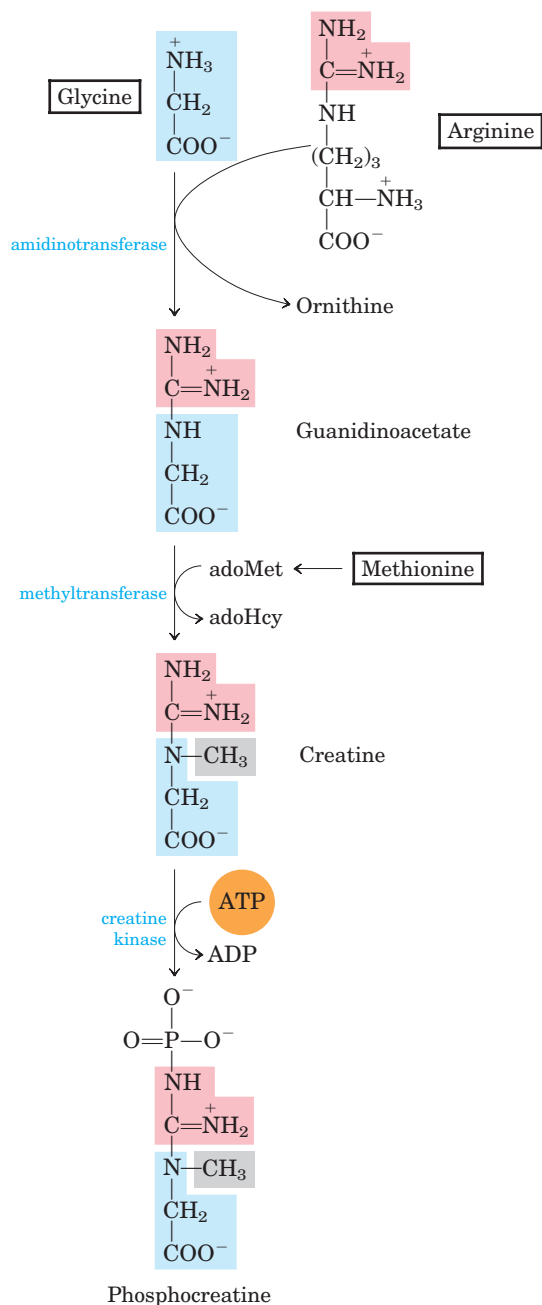 NH₂
+
NH₃
C=NH₂
+
Glycine
CH₂
NH
Arginine
COO⁻
(CH₂)₃
CH—NH₃
+
COO⁻
amidinotransferase
Ornithine
NH₂
+
C=NH₂
NH
Guanidinoacetate
CH₂
COO⁻
adoMet
Methionine
methyltransferase
adoHcy
NH₂
+
C=NH₂
N—CH₃
Creatine
CH₂
COO⁻
ATP
creatine
kinase
ADP
O⁻
O=P—O⁻
NH
+
C=NH₂
N—CH₃
CH₂
COO⁻
Phosphocreatine